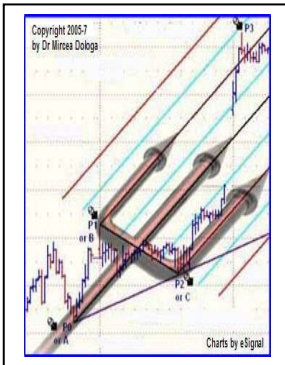 Copyright 2005-7
by Dr Mircea Dologa
P3
P1
or B
P2
or C
P0
or A
Charts by eSignal